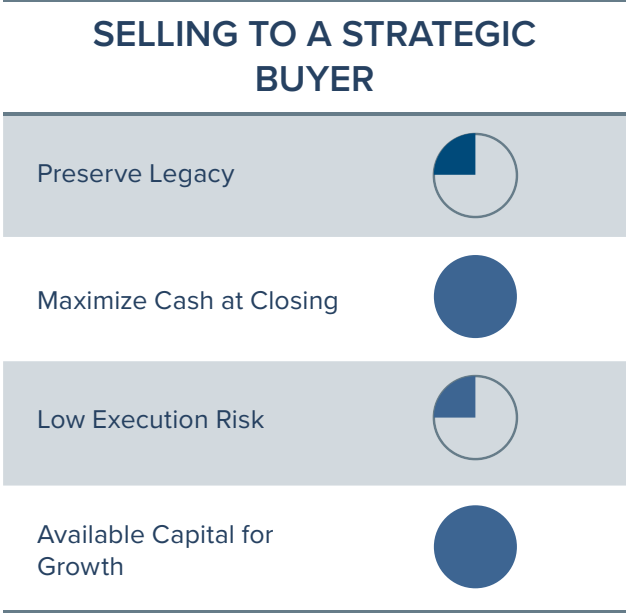 SELLING TO A STRATEGIC
BUYER
Preserve Legacy
Maximize Cash at Closing
Low Execution Risk
Available Capital for
Growth